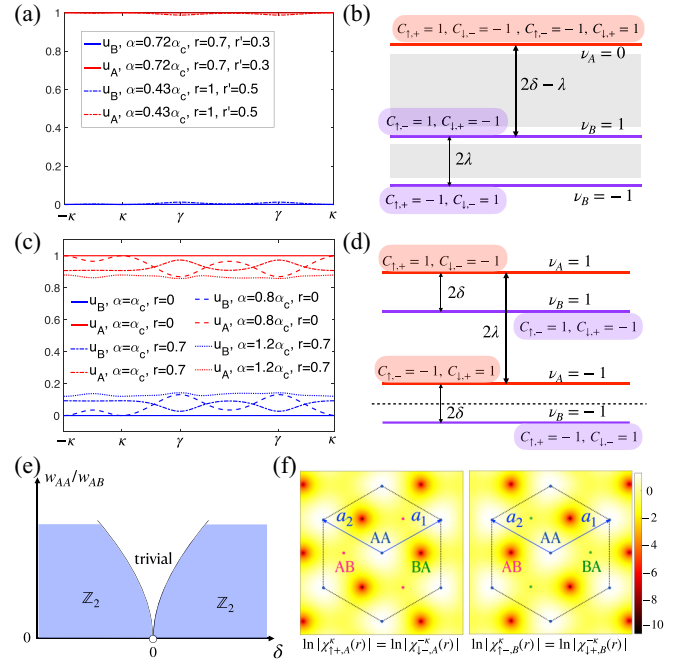 (a)
1
0.8
0.6
0.4
0.2
0
u_B, α=0.72α_c, r=0.7, r'=0.3
u_A, α=0.72α_c, r=0.7, r'=0.3
u_B, α=0.43α_c, r=1, r'=0.5
u_A, α=0.43α_c, r=1, r'=0.5
−κ κ γ γ κ
(b)
C_{↑,+} = 1, C_{↓,−} = −1 , C_{↑,−} = −1, C_{↓,+} = 1
ν_A = 0
2δ − λ
C_{↑,−} = 1, C_{↓,+} = −1
ν_B = 1
2λ
C_{↑,+} = −1, C_{↓,−} = 1
ν_B = −1
(c)
1
0.8
0.6
0.4
0.2
0
u_B, α=α_c, r=0
u_A, α=α_c, r=0
u_B, α=α_c, r=0.7
u_A, α=α_c, r=0.7
u_B, α=0.8α_c, r=0
u_A, α=0.8α_c, r=0
u_B, α=1.2α_c, r=0.7
u_A, α=1.2α_c, r=0.7
−κ κ γ γ κ
(d)
C_{↑,+} = 1, C_{↓,−} = −1
ν_A = 1
2δ
ν_B = 1
2λ
C_{↑,−} = 1, C_{↓,+} = −1
C_{↑,−} = −1, C_{↓,+} = 1
ν_A = −1
2δ
ν_B = −1
C_{↑,+} = −1, C_{↓,−} = 1
(e)
w_{AA}/w_{AB}
trivial
ℤ_2
ℤ_2
0
0
δ
(f)
a_2 a_1
AA
AB BA
a_2 a_1
AA
AB BA
0
−2
−4
−6
−8
−10
ln|χ^κ_{↑+,A}(r)| = ln|χ^{−κ}_{↓−,A}(r)|
ln|χ^κ_{↑−,B}(r)| = ln|χ^{−κ}_{↓+,B}(r)|